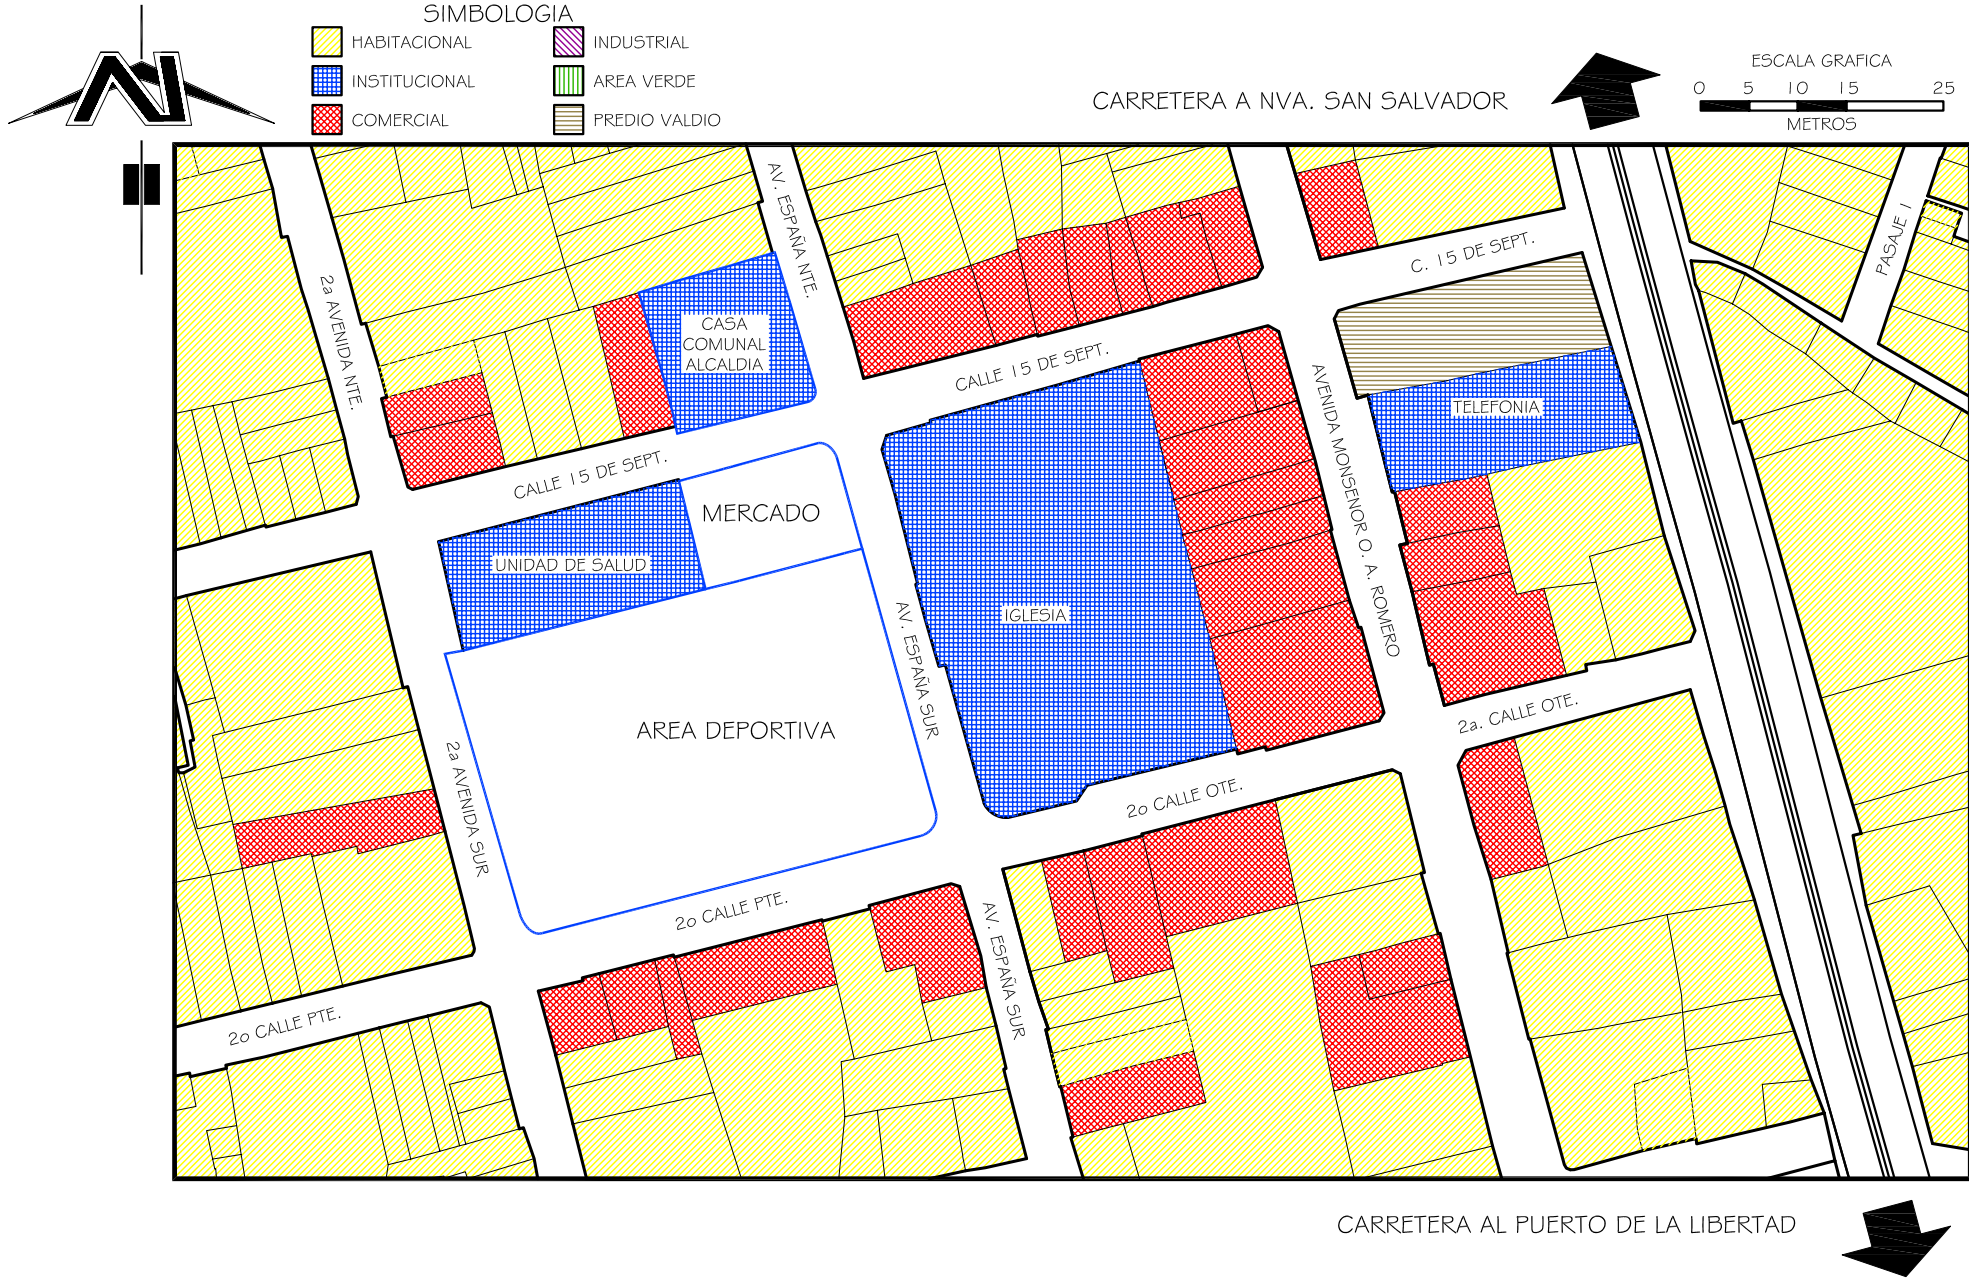 SIMBOLOGIA
HABITACIONAL
INSTITUCIONAL
COMERCIAL
INDUSTRIAL
AREA VERDE
PREDIO VALDIO
CARRETERA A NVA. SAN SALVADOR
ESCALA GRAFICA
0 5 10 15 25
METROS
2a AVENIDA NTE.
AV. ESPAÑA NTE.
C. 15 DE SEPT.
PASAJE 1
CASA
COMUNAL
ALCALDIA
CALLE 15 DE SEPT.
AVENIDA MONSENOR O. A. ROMERO
TELEFONIA
CALLE 15 DE SEPT.
MERCADO
UNIDAD DE SALUD
IGLESIA
AV. ESPAÑA SUR
AREA DEPORTIVA
2a. CALLE OTE.
2a AVENIDA SUR
2o CALLE OTE.
2o CALLE PTE.
AV. ESPAÑA SUR
2o CALLE PTE.
CARRETERA AL PUERTO DE LA LIBERTAD